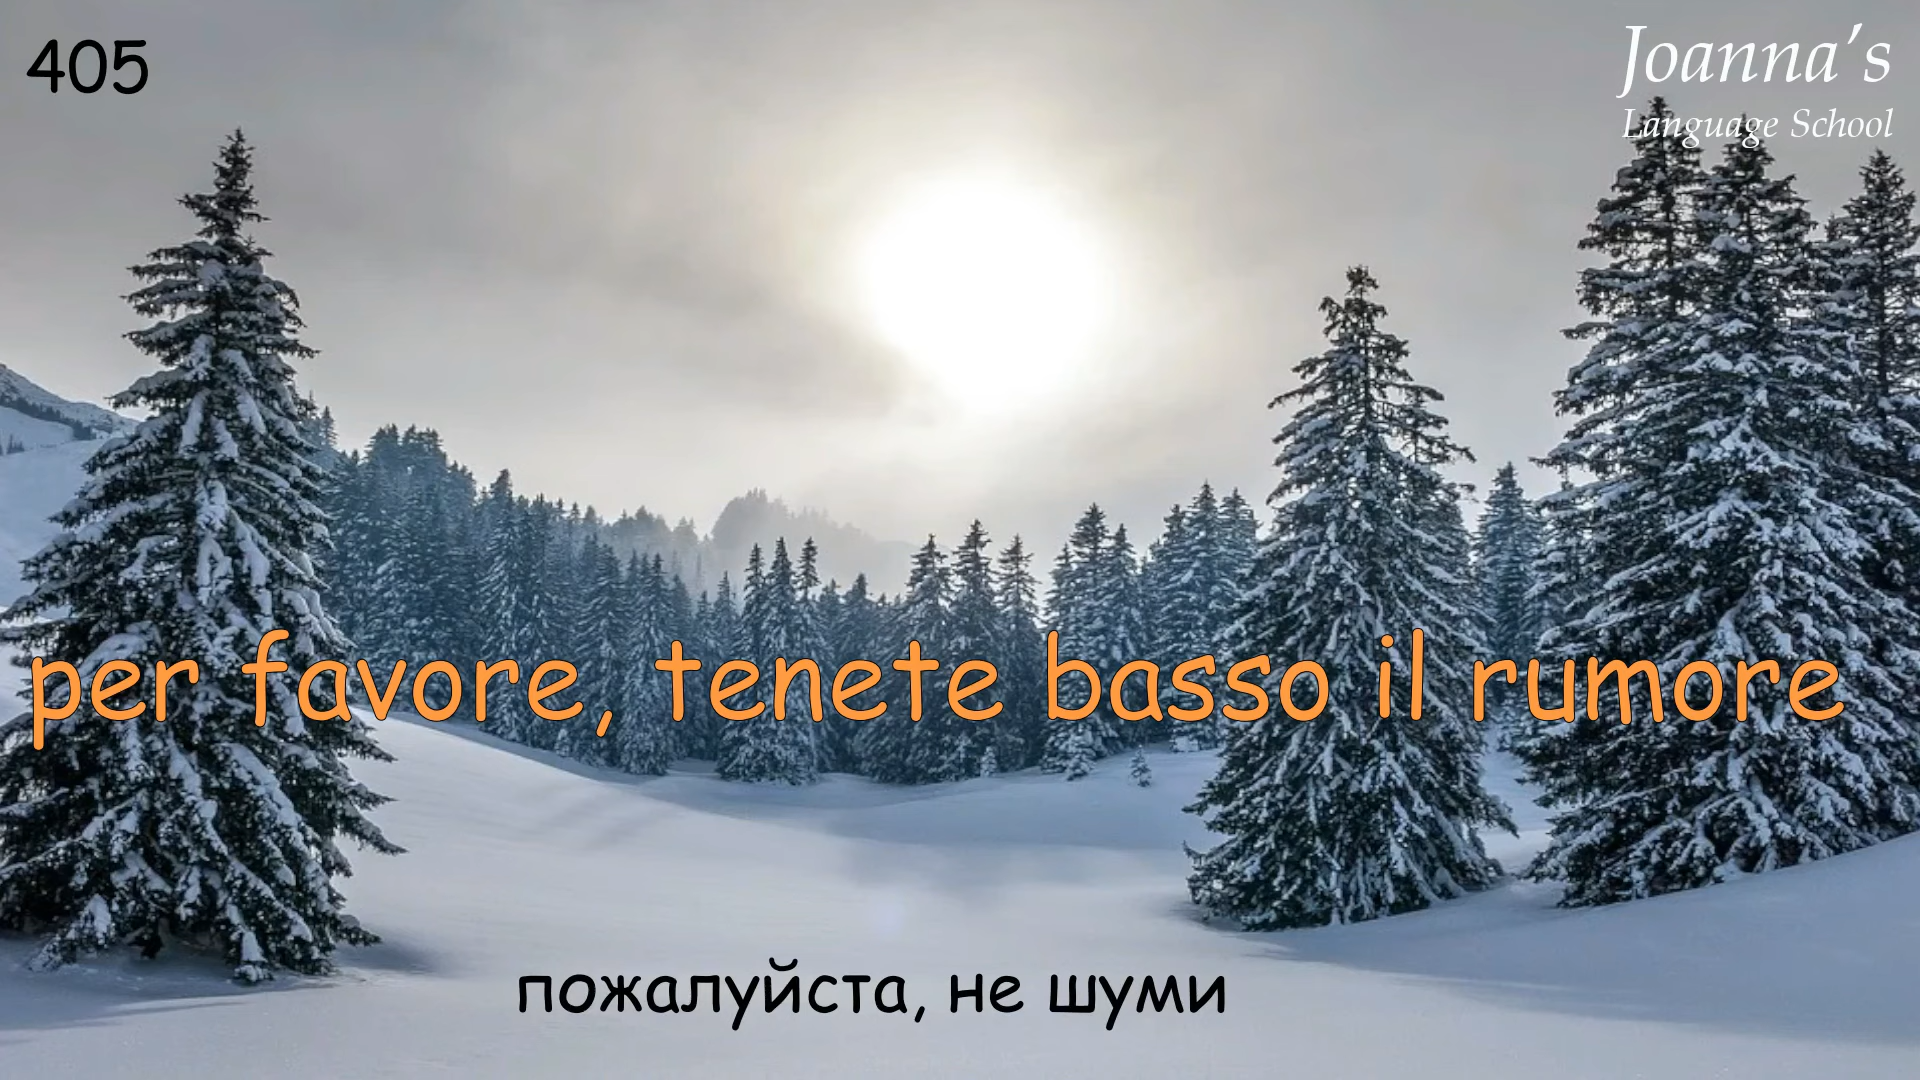 405
Joanna's
Language School
per favore, tenete basso il rumore
пожалуйста, не шуми